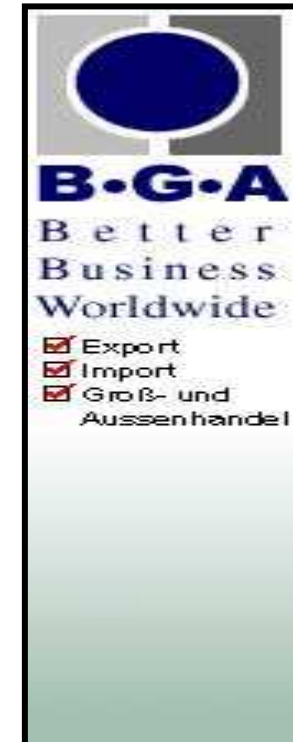 B•G•A
Better
Business
Worldwide
Export
Import
Groß- und
Aussenhandel